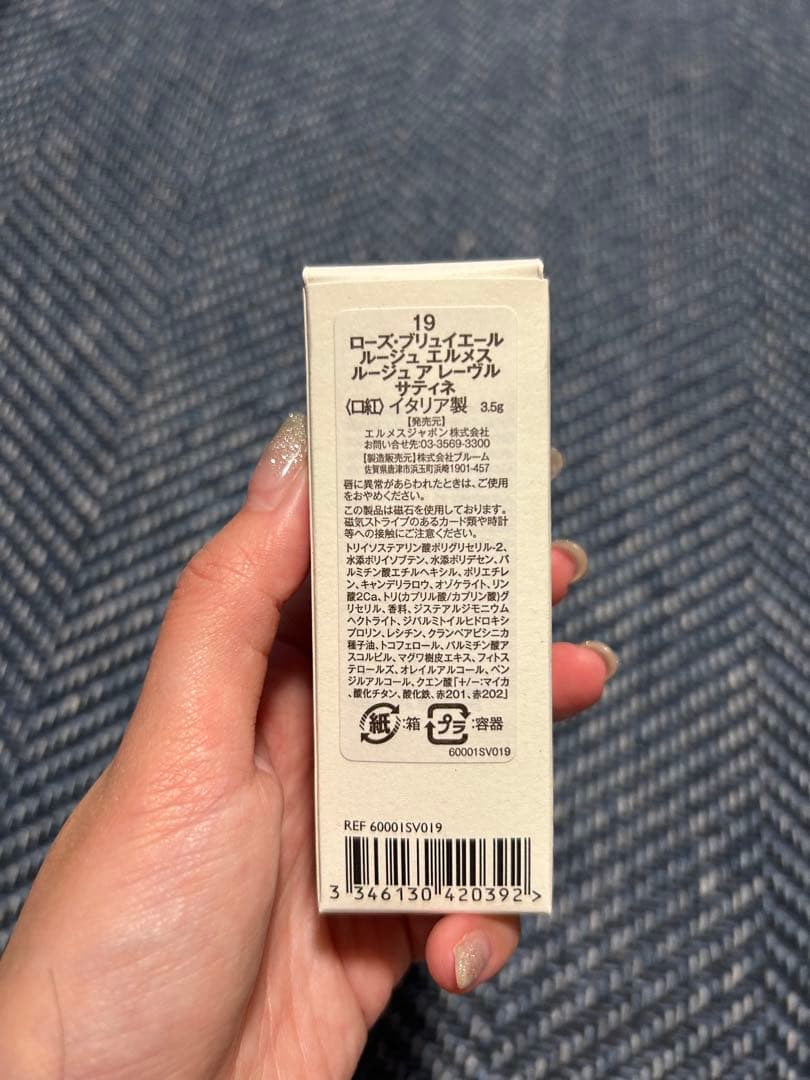 19
ローズ・ブリュイエール
ルージュ エルメス
ルージュ ア レーヴル
サティネ
〈口紅〉イタリア製 3.5g
【発売元】
エルメスジャポン株式会社
お問い合せ先:03-3569-3300
【製造販売元】株式会社ブルーム
佐賀県唐津市浜玉町浜崎1901-457
唇に異常があらわれたときは、ご使用
をおやめください。
この製品は磁石を使用しております。
磁気ストライプのあるカード類や時計
等への接触にご注意ください。
トリイソステアリン酸ポリグリセリル-2、
水添ポリイソブテン、水添ポリデセン、パ
ルミチン酸エチルヘキシル、ポリエチレ
ン、キャンデリラロウ、オゾケライト、リン
酸2Ca、トリ(カプリル酸/カプリン酸)グ
リセリル、香料、ジステアルジモニウム
ヘクトライト、ジパルミトイルヒドロキシ
プロリン、レシチン、クランベアビシニカ
種子油、トコフェロール、パルミチン酸ア
スコルビル、マグワ樹皮エキス、フィトス
テロールズ、オレイルアルコール、ベン
ジルアルコール、クエン酸「+/ー:マイカ
、酸化チタン、酸化鉄、赤201、赤202」
紙:箱 プラ:容器
60001SV019
REF 60001SV019
3 346130 420392 >